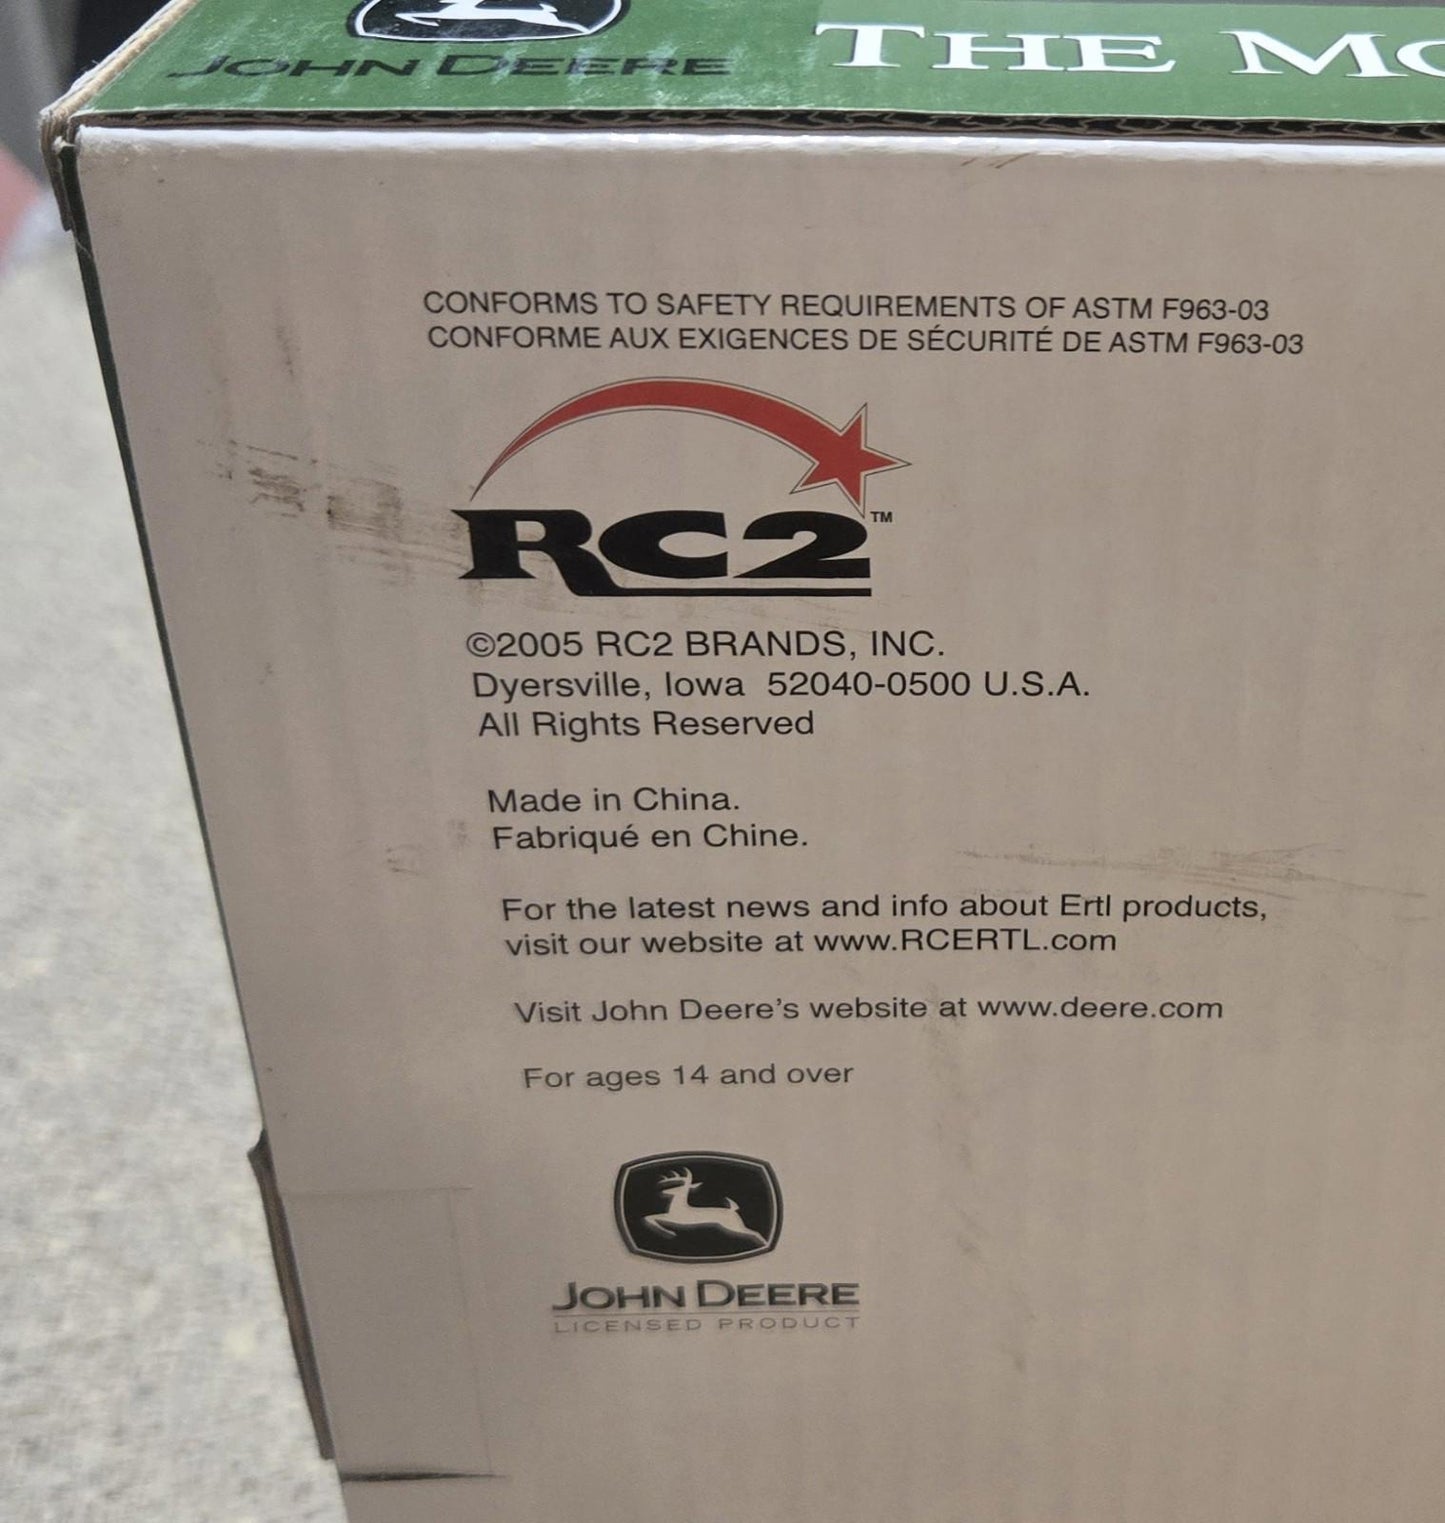 JOHN DEERE
THE
CONFORMS TO SAFETY REQUIREMENTS OF ASTM F963-03
CONFORME AUX EXIGENCES DE SÉCURITÉ DE ASTM F963-03
RC2™
©2005 RC2 BRANDS, INC.
Dyersville, Iowa 52040-0500 U.S.A.
All Rights Reserved
Made in China.
Fabriqué en Chine.
For the latest news and info about Ertl products,
visit our website at www.RCERTL.com
Visit John Deere’s website at www.deere.com
For ages 14 and over
JOHN DEERE
LICENSED PRODUCT